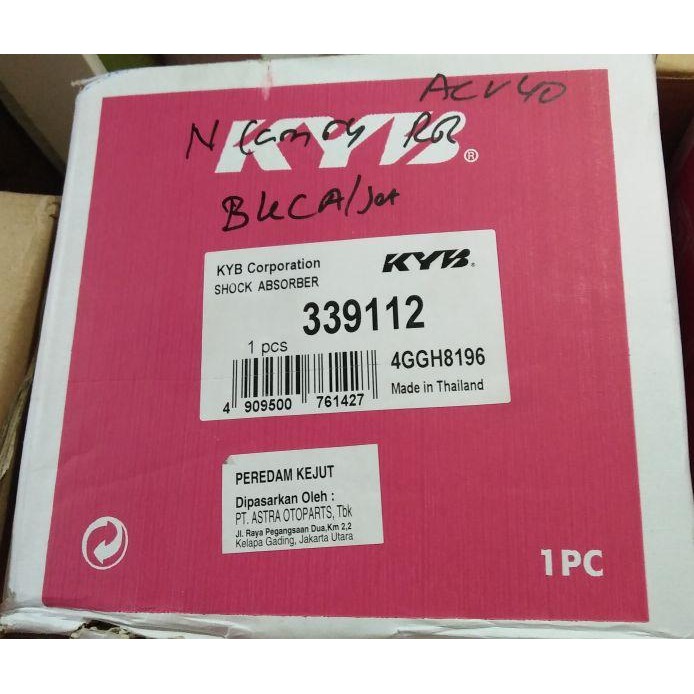 ACV40
N Camry RR
KYB®
BKCA/JsA
KYB Corporation
KYB®
SHOCK ABSORBER
339112
1 pcs
4GGH8196
4 909500 761427
Made in Thailand
PEREDAM KEJUT
Dipasarkan Oleh :
PT. ASTRA OTOPARTS, Tbk
Jl. Raya Pegangsaan Dua,Km 2,2
Kelapa Gading, Jakarta Utara
1PC